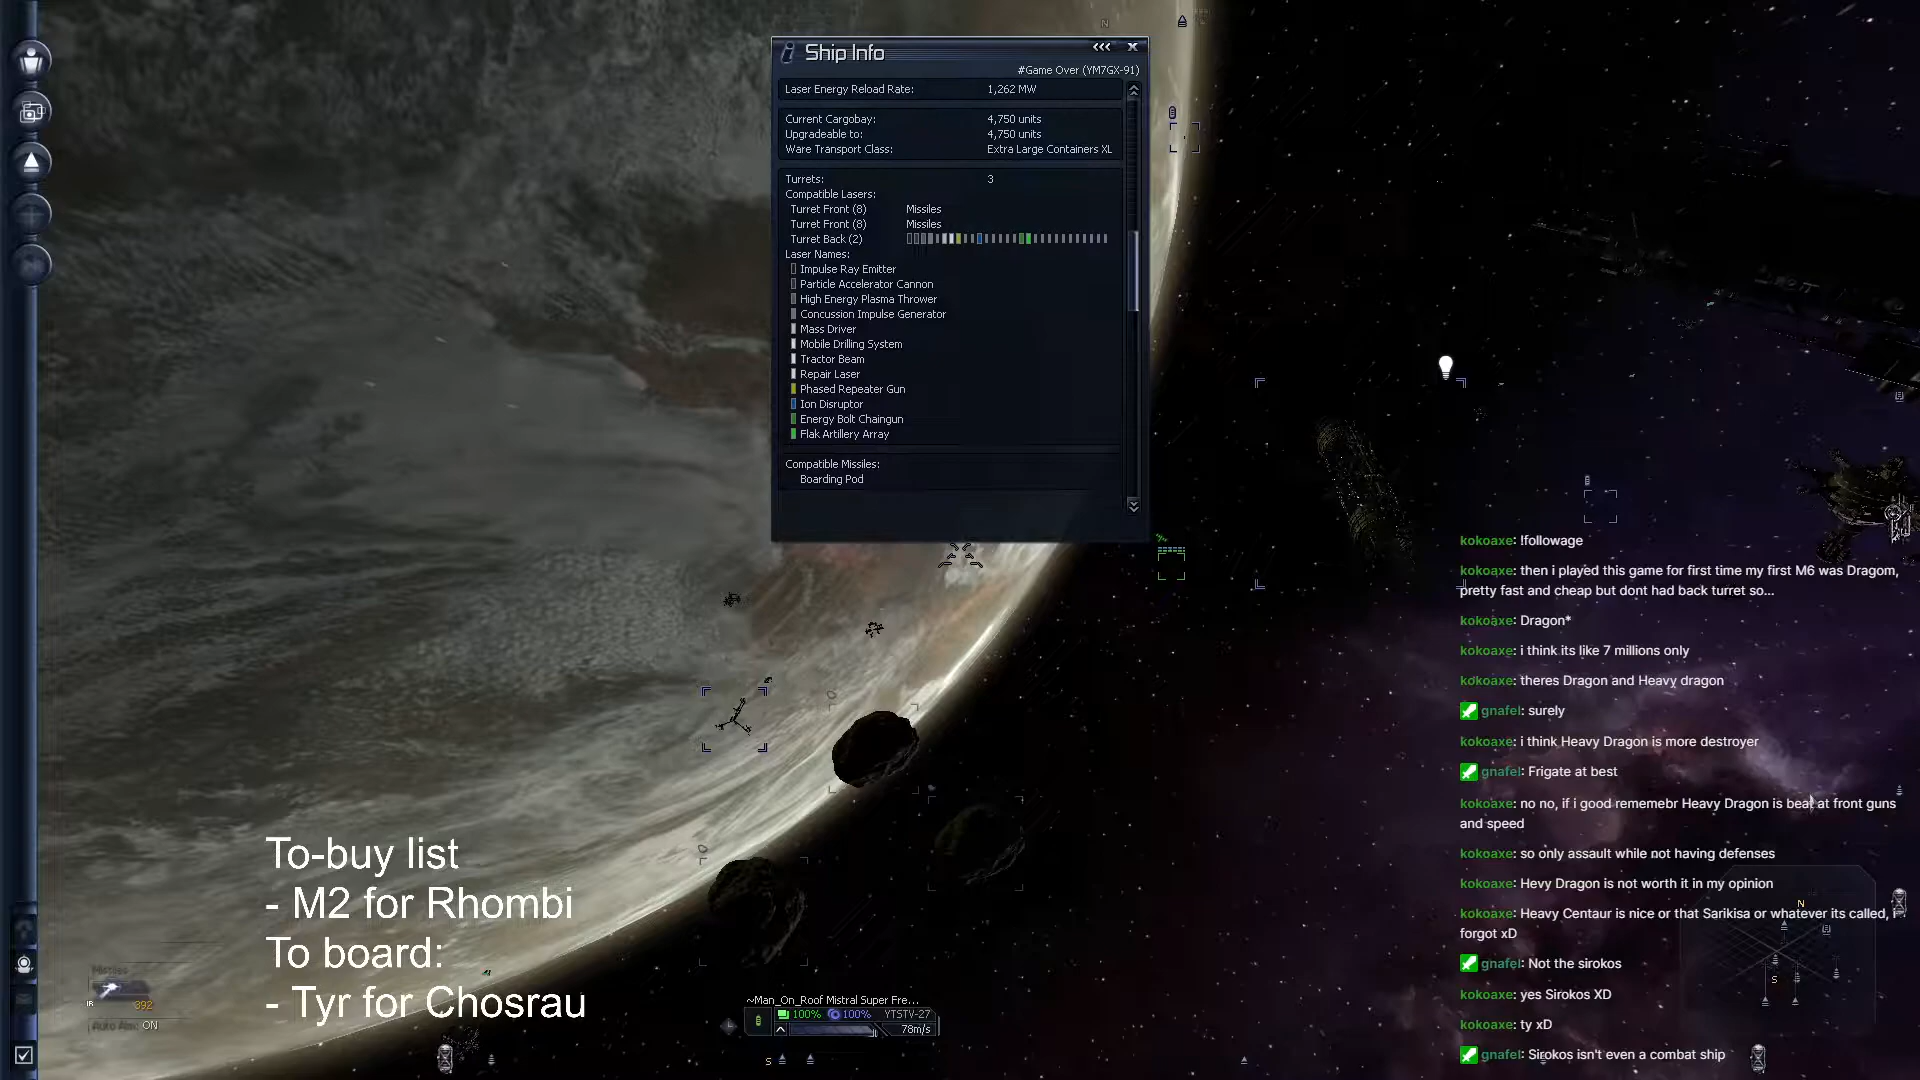 Ship Info
#Game Over (YM7GX-91)
Laser Energy Reload Rate: 1,262 MW
Current Cargobay: 4,750 units
Upgradeable to: 4,750 units
Ware Transport Class: Extra Large Containers XL
Turrets: 3
Compatible Lasers:
Turret Front (8) Missiles
Turret Front (8) Missiles
Turret Back (2)
Laser Names:
Impulse Ray Emitter
Particle Accelerator Cannon
High Energy Plasma Thrower
Concussion Impulse Generator
Mass Driver
Mobile Drilling System
Tractor Beam
Repair Laser
Phased Repeater Gun
Ion Disruptor
Energy Bolt Chaingun
Flak Artillery Array
Compatible Missiles:
Boarding Pod
N
kokoaxe: !followage
kokoaxe: then i played this game for first time my first M6 was Dragom,
pretty fast and cheap but dont had back turret so...
kokoaxe: Dragon*
kokoaxe: i think its like 7 millions only
kokoaxe: theres Dragon and Heavy dragon
gnafel: surely
kokoaxe: i think Heavy Dragon is more destroyer
gnafel: Frigate at best
kokoaxe: no no, if i good rememebr Heavy Dragon is beat at front guns
and speed
kokoaxe: so only assault while not having defenses
kokoaxe: Hevy Dragon is not worth it in my opinion
kokoaxe: Heavy Centaur is nice or that Sarikisa or whatever its called, i
forgot xD
gnafel: Not the sirokos
kokoaxe: yes Sirokos XD
kokoaxe: ty xD
gnafel: Sirokos isn't even a combat ship
N
S
To-buy list
- M2 for Rhombi
To board:
- Tyr for Chosrau
Missiles
IR 392
Auto Aim: ON
~Man_On_Roof Mistral Super Fre...
100% 100% YTSTV-27
78m/s
S